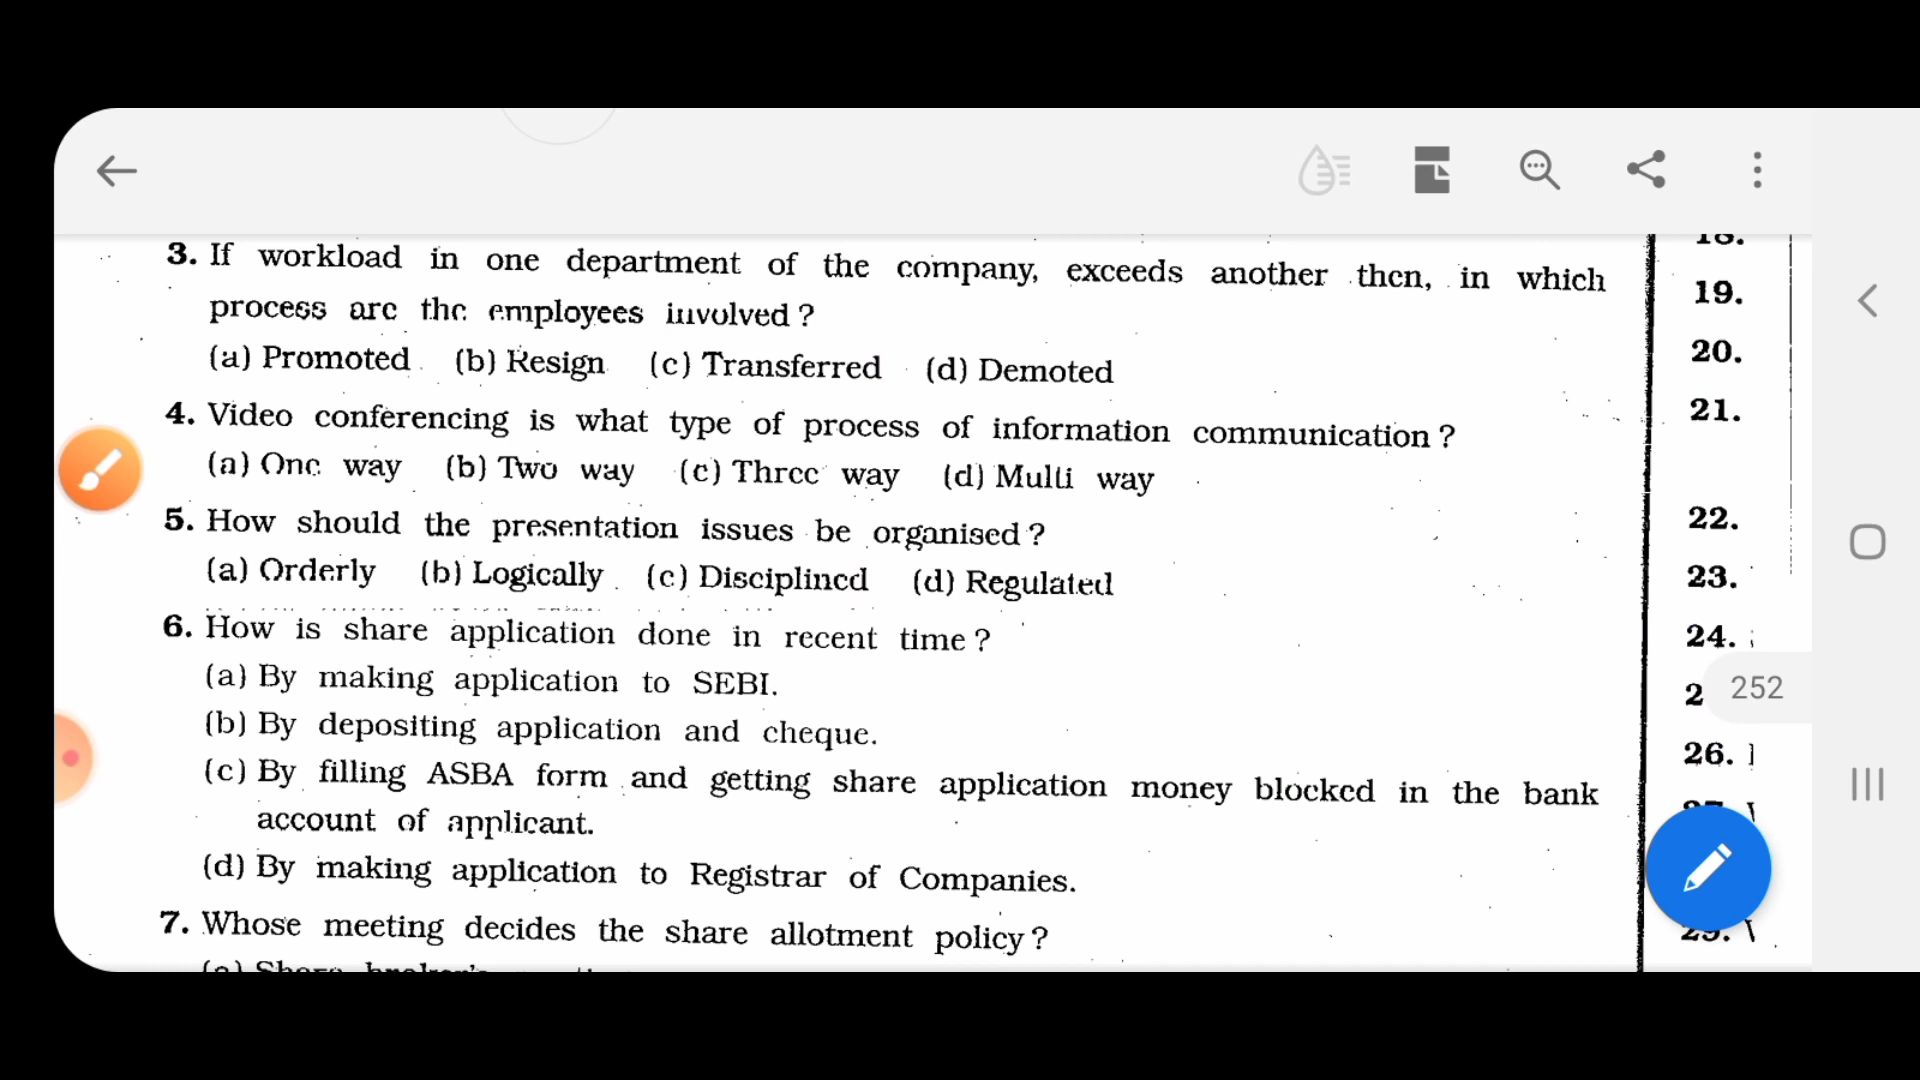 3. If workload in one department of the company, exceeds another then, in which
process are the employees involved ?
(a) Promoted (b) Resign (c) Transferred (d) Demoted
4. Video conferencing is what type of process of information communication ?
(a) One way (b) Two way (c) Three way (d) Multi way
5. How should the presentation issues be organised ?
(a) Orderly (b) Logically (c) Disciplined (d) Regulated
6. How is share application done in recent time ?
(a) By making application to SEBI.
(b) By depositing application and cheque.
(c) By filling ASBA form and getting share application money blocked in the bank
account of applicant.
(d) By making application to Registrar of Companies.
7. Whose meeting decides the share allotment policy ?
19.
20.
21.
22.
23.
24.
252
26.